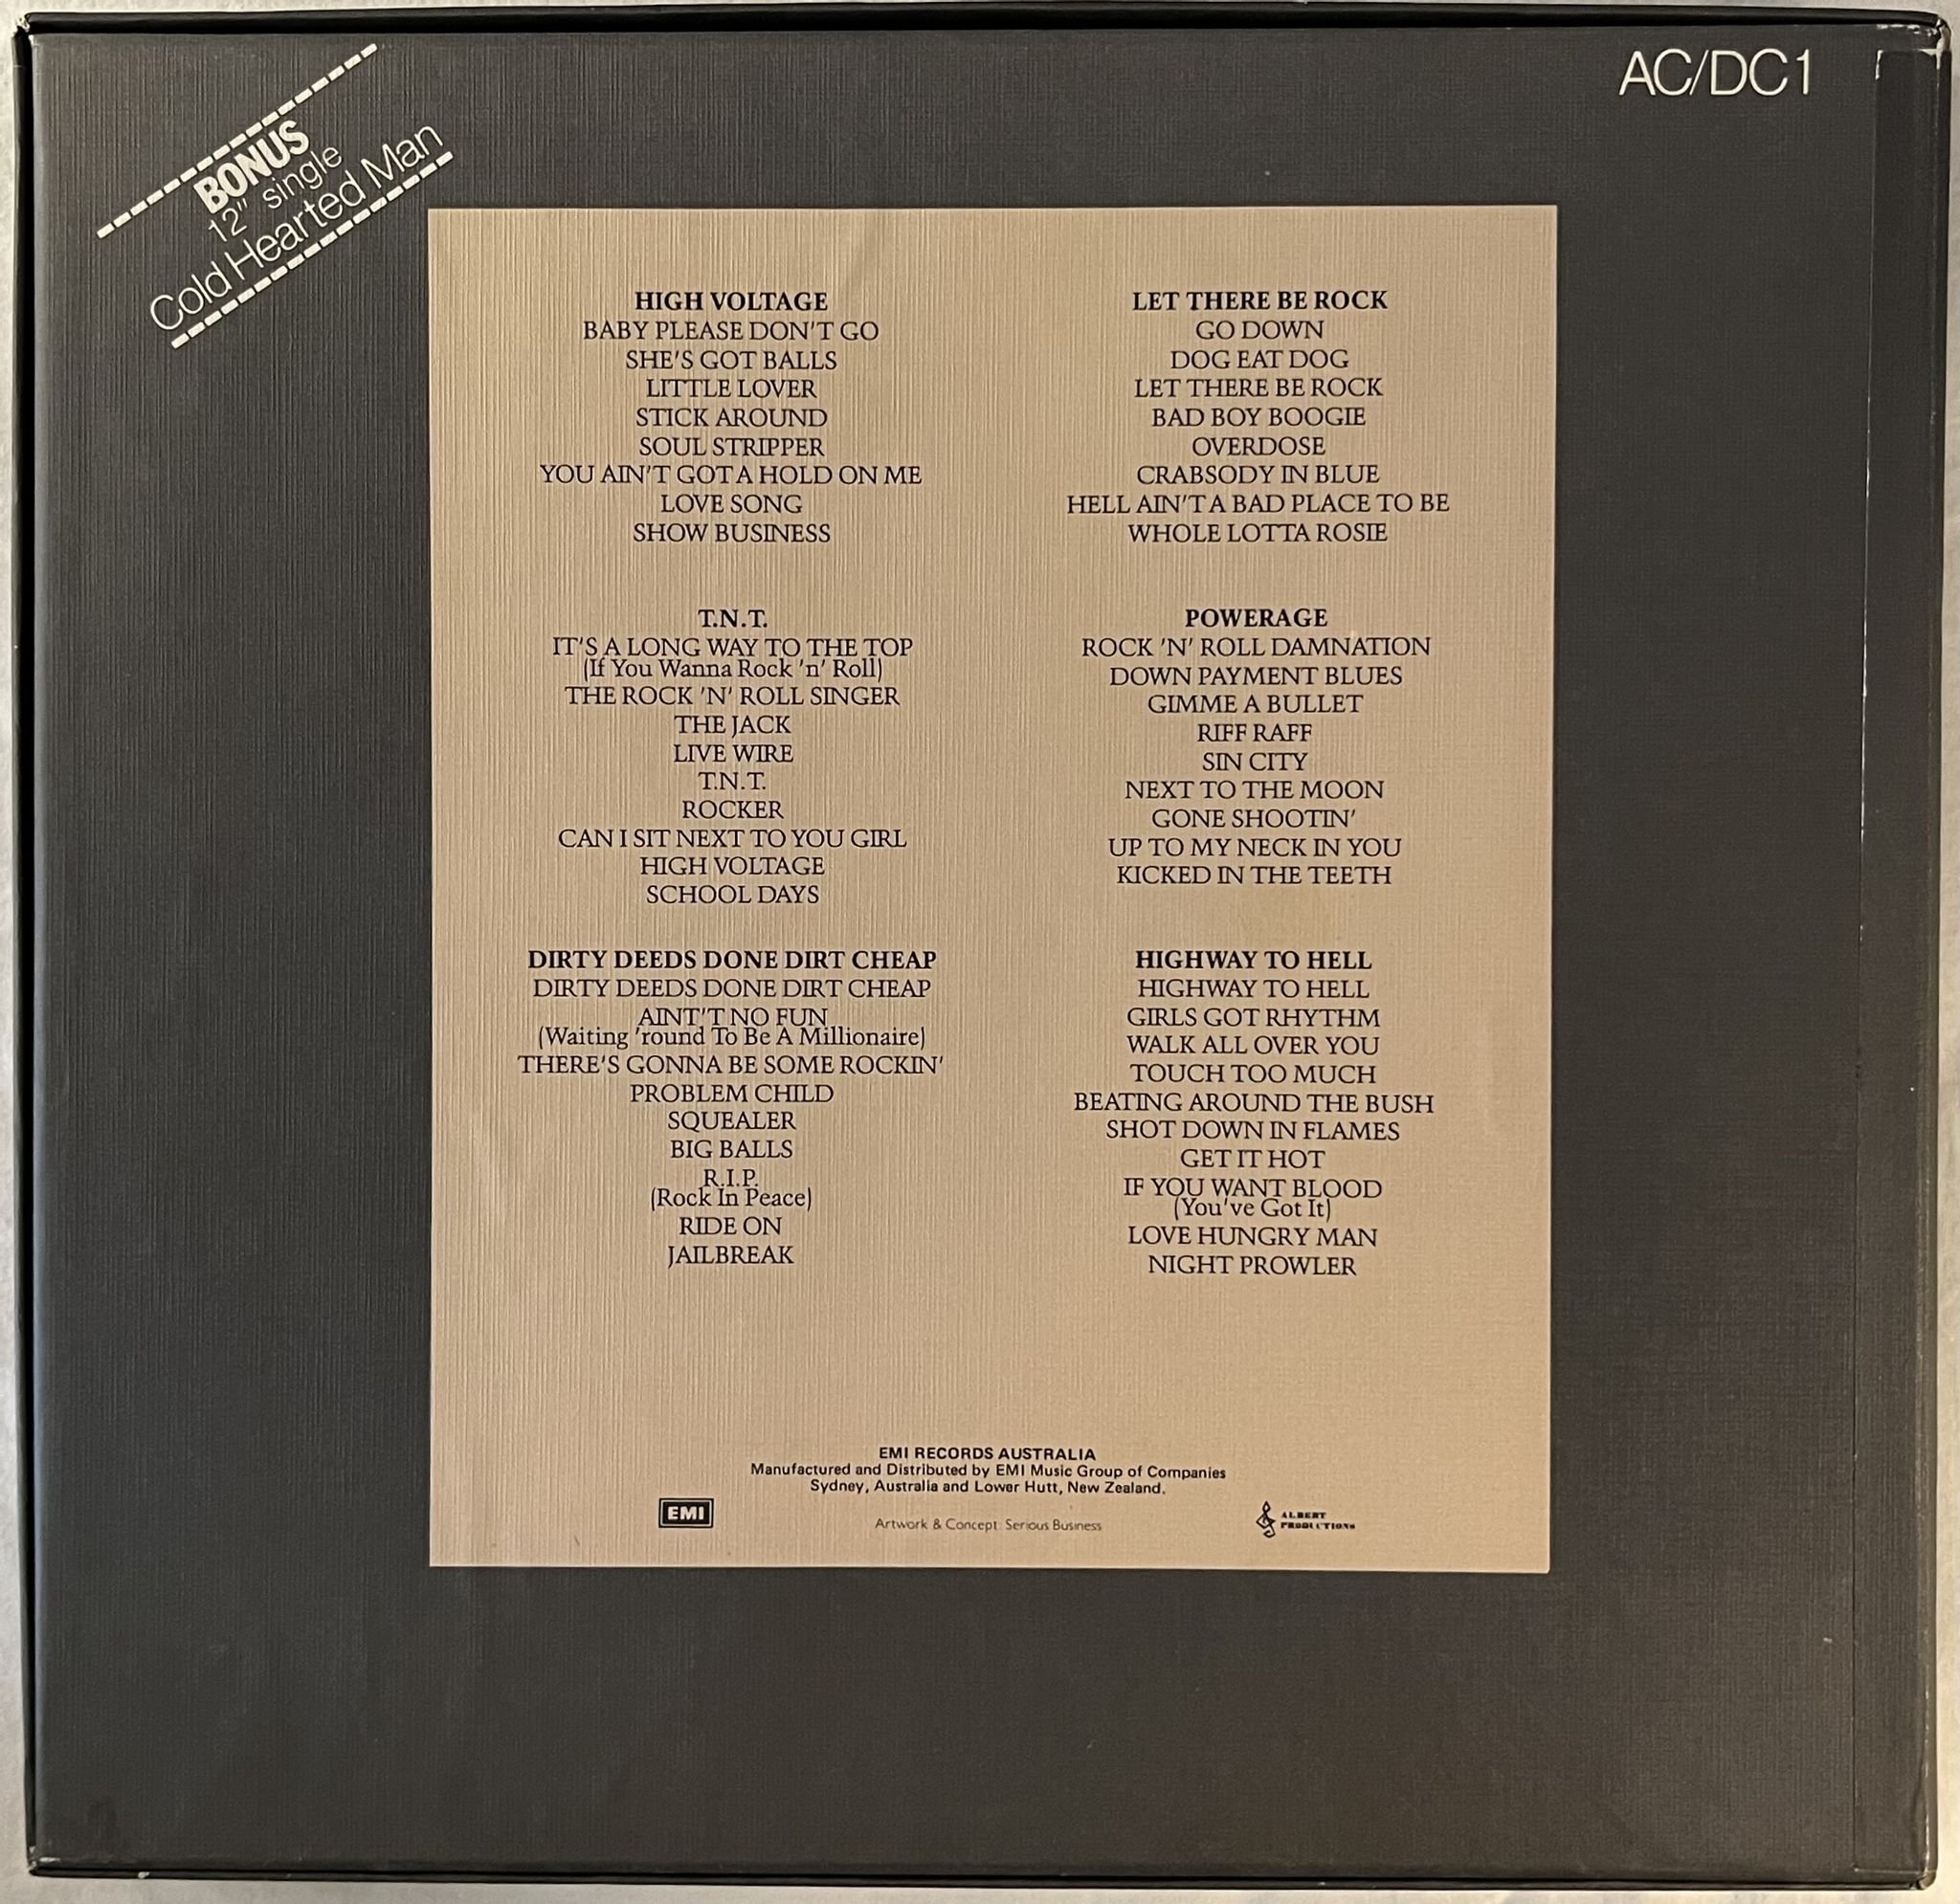 BONUS
12" single
Cold Hearted Man
AC/DC1
HIGH VOLTAGE
BABY PLEASE DON'T GO
SHE'S GOT BALLS
LITTLE LOVER
STICK AROUND
SOUL STRIPPER
YOU AIN'T GOT A HOLD ON ME
LOVE SONG
SHOW BUSINESS
T.N.T.
IT'S A LONG WAY TO THE TOP
(If You Wanna Rock 'n' Roll)
THE ROCK 'N' ROLL SINGER
THE JACK
LIVE WIRE
T.N.T.
ROCKER
CAN I SIT NEXT TO YOU GIRL
HIGH VOLTAGE
SCHOOL DAYS
DIRTY DEEDS DONE DIRT CHEAP
DIRTY DEEDS DONE DIRT CHEAP
AINT'T NO FUN
(Waiting 'round To Be A Millionaire)
THERE'S GONNA BE SOME ROCKIN'
PROBLEM CHILD
SQUEALER
BIG BALLS
R.I.P.
(Rock In Peace)
RIDE ON
JAILBREAK
LET THERE BE ROCK
GO DOWN
DOG EAT DOG
LET THERE BE ROCK
BAD BOY BOOGIE
OVERDOSE
CRABSODY IN BLUE
HELL AIN'T A BAD PLACE TO BE
WHOLE LOTTA ROSIE
POWERAGE
ROCK 'N' ROLL DAMNATION
DOWN PAYMENT BLUES
GIMME A BULLET
RIFF RAFF
SIN CITY
NEXT TO THE MOON
GONE SHOOTIN'
UP TO MY NECK IN YOU
KICKED IN THE TEETH
HIGHWAY TO HELL
HIGHWAY TO HELL
GIRLS GOT RHYTHM
WALK ALL OVER YOU
TOUCH TOO MUCH
BEATING AROUND THE BUSH
SHOT DOWN IN FLAMES
GET IT HOT
IF YOU WANT BLOOD
(You've Got It)
LOVE HUNGRY MAN
NIGHT PROWLER
EMI RECORDS AUSTRALIA
Manufactured and Distributed by EMI Music Group of Companies
Sydney, Australia and Lower Hutt, New Zealand.
EMI
Artwork & Concept: Serious Business
ALBERT
PRODUCTIONS